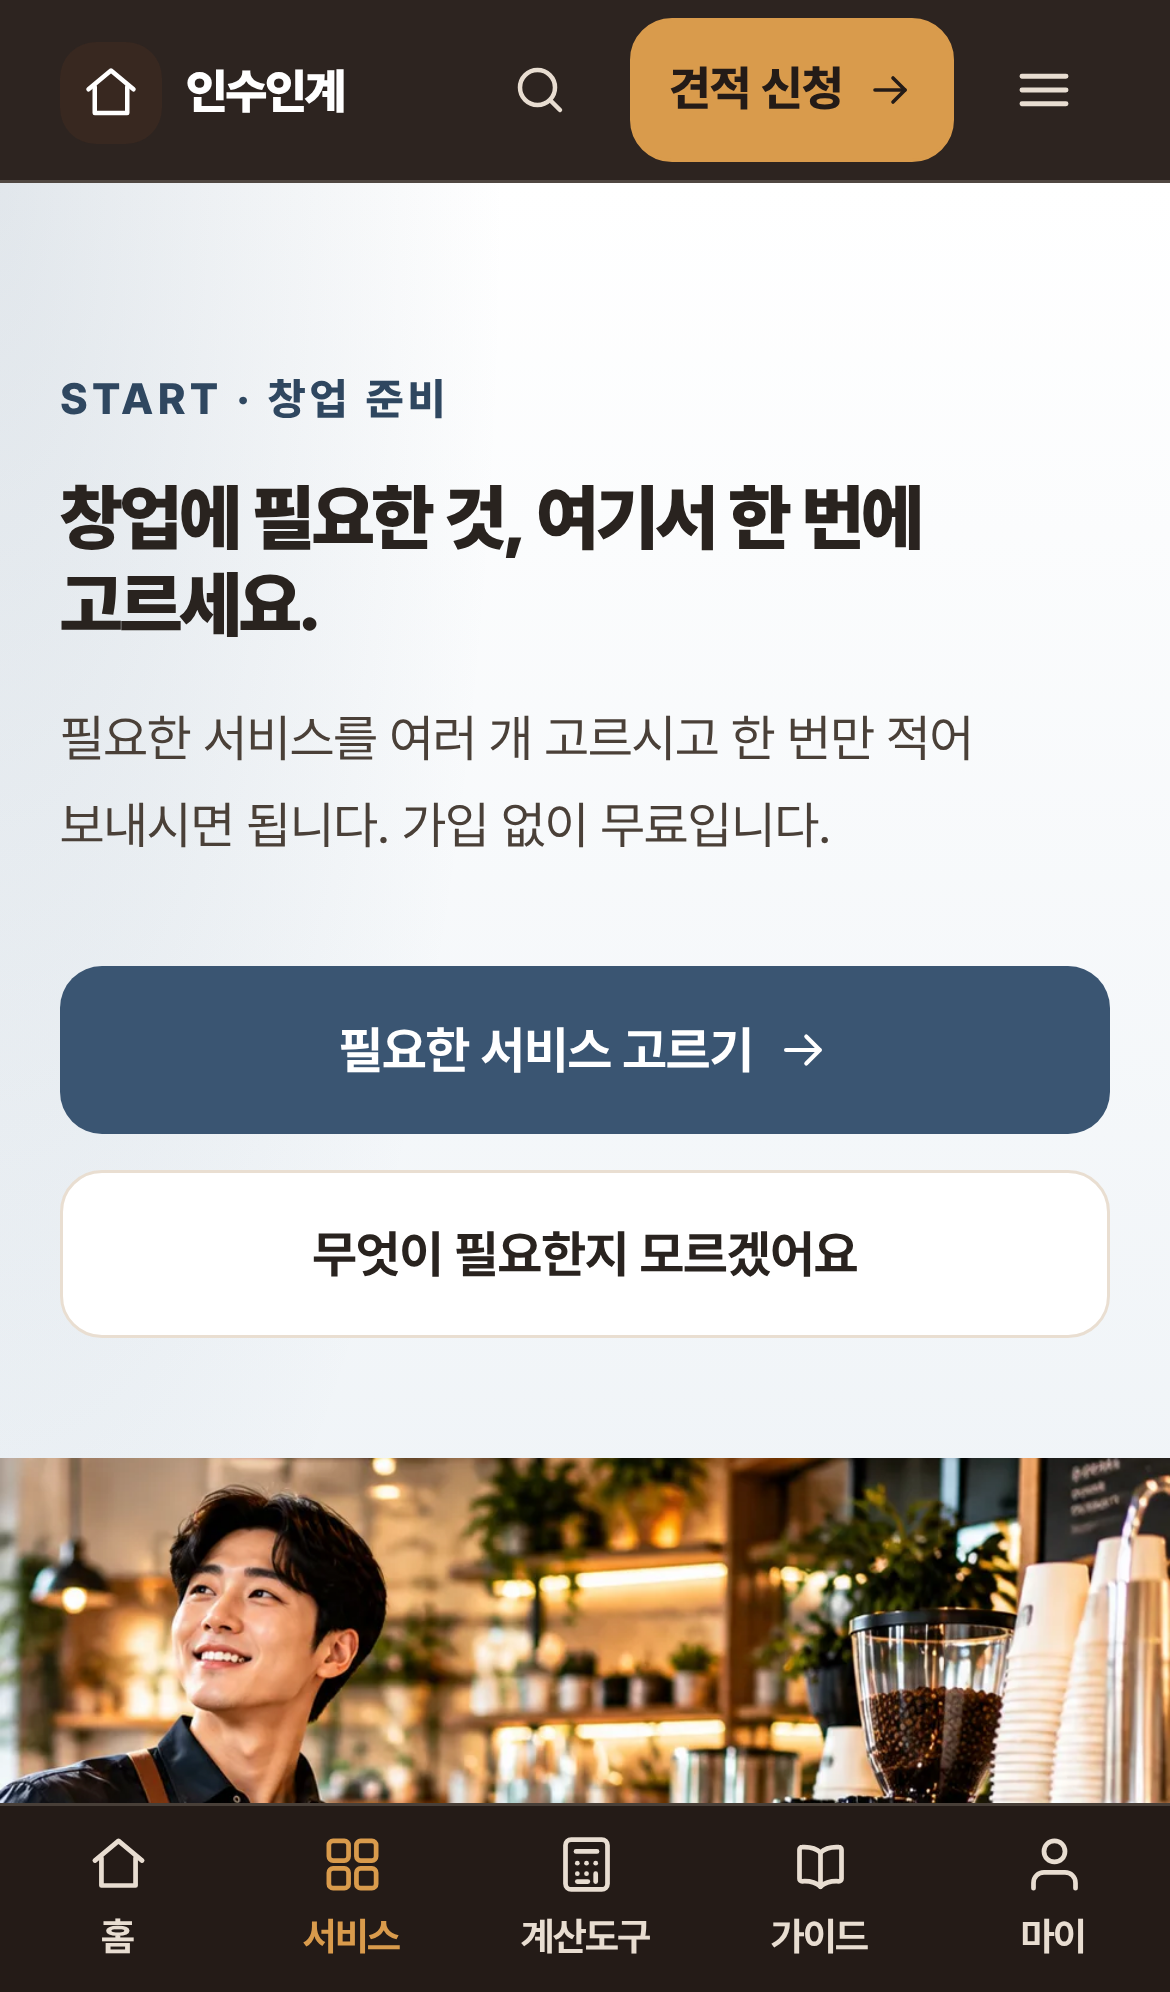 인수인계
견적 신청
START · 창업 준비
창업에 필요한 것, 여기서 한 번에
고르세요.
필요한 서비스를 여러 개 고르시고 한 번만 적어
보내시면 됩니다. 가입 없이 무료입니다.
필요한 서비스 고르기
무엇이 필요한지 모르겠어요
홈
서비스
계산도구
가이드
마이